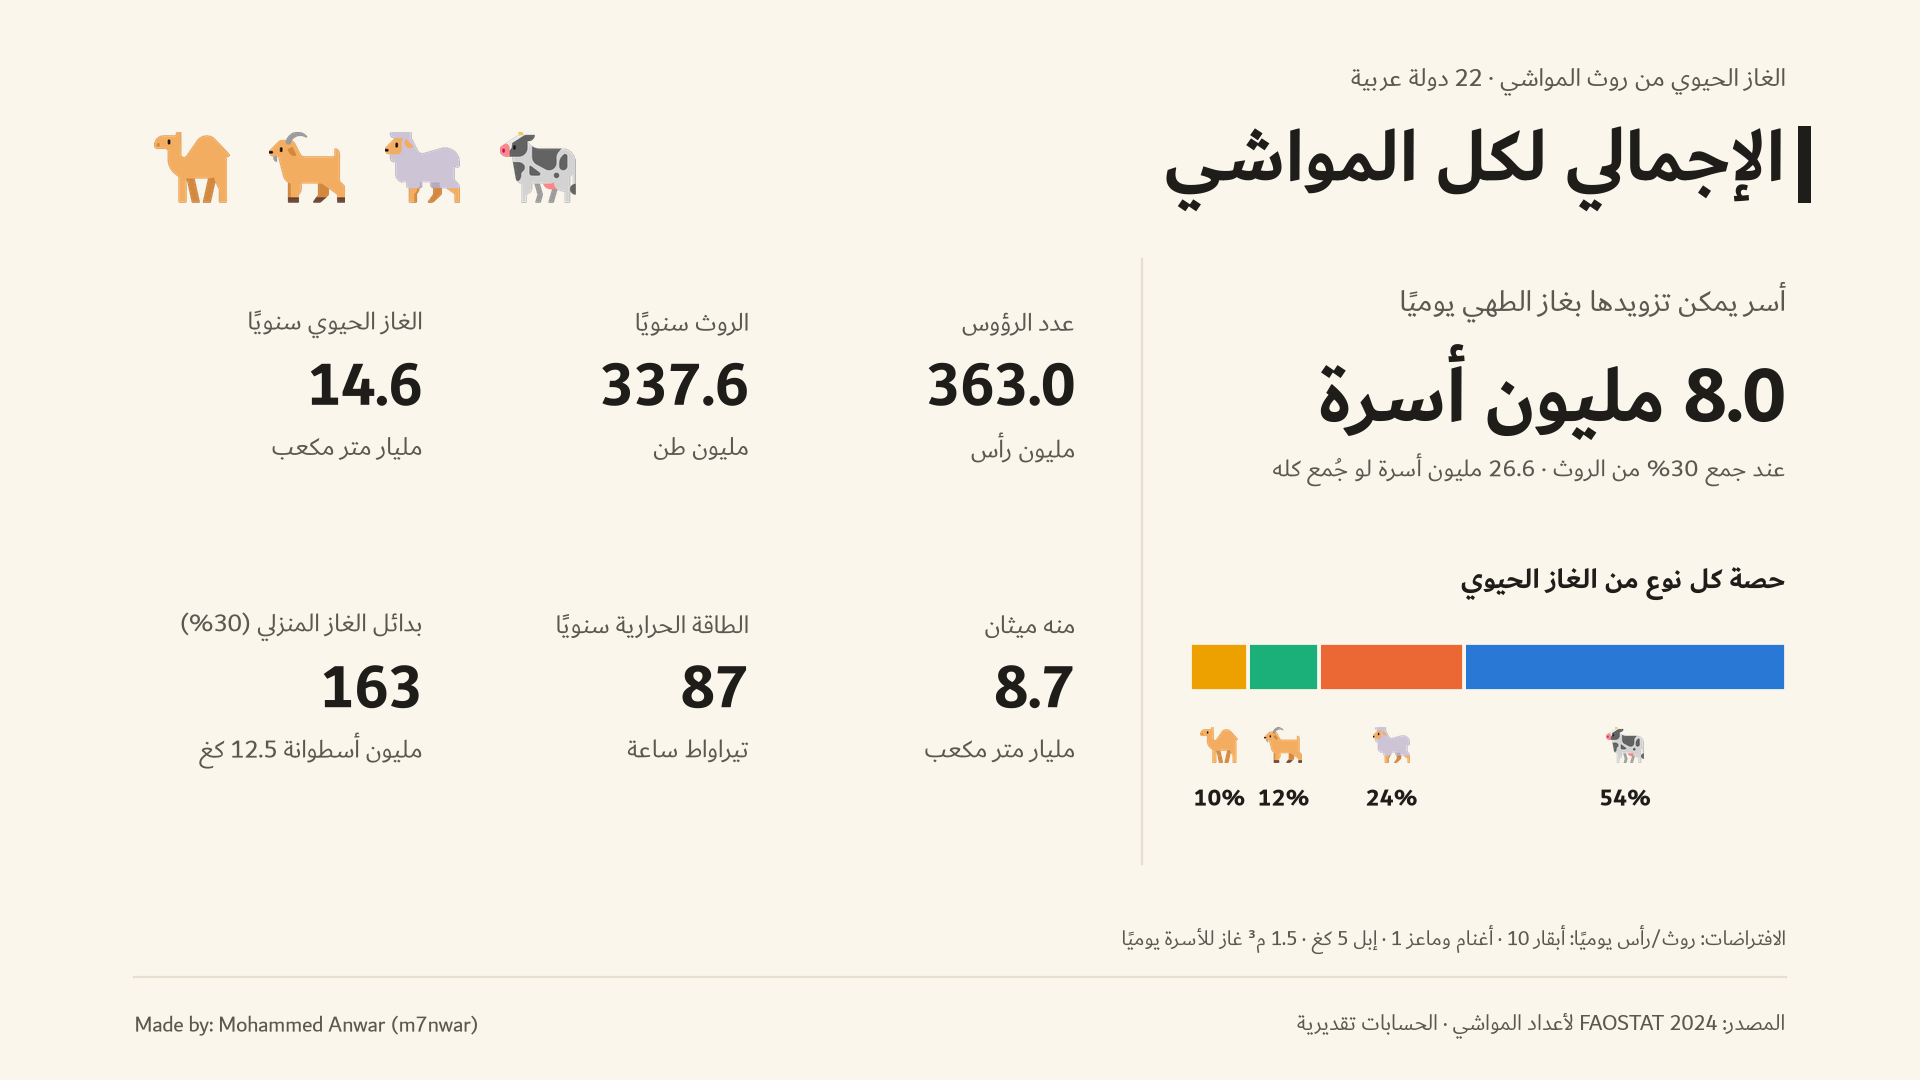 الغاز الحيوي من روث المواشي · 22 دولة عربية
الإجمالي لكل المواشي
أسر يمكن تزويدها بغاز الطهي يوميًا
8.0 مليون أسرة
عند جمع 30% من الروث · 26.6 مليون أسرة لو جُمع كله
حصة كل نوع من الغاز الحيوي
54%
24%
12%
10%
عدد الرؤوس
363.0
مليون رأس
الروث سنويًا
337.6
مليون طن
الغاز الحيوي سنويًا
14.6
مليار متر مكعب
منه ميثان
8.7
مليار متر مكعب
الطاقة الحرارية سنويًا
87
تيراواط ساعة
بدائل الغاز المنزلي (30%)
163
مليون أسطوانة 12.5 كغ
الافتراضات: روث/رأس يوميًا: أبقار 10 · أغنام وماعز 1 · إبل 5 كغ · 1.5 م³ غاز للأسرة يوميًا
المصدر: FAOSTAT 2024 لأعداد المواشي · الحسابات تقديرية
Made by: Mohammed Anwar (m7nwar)